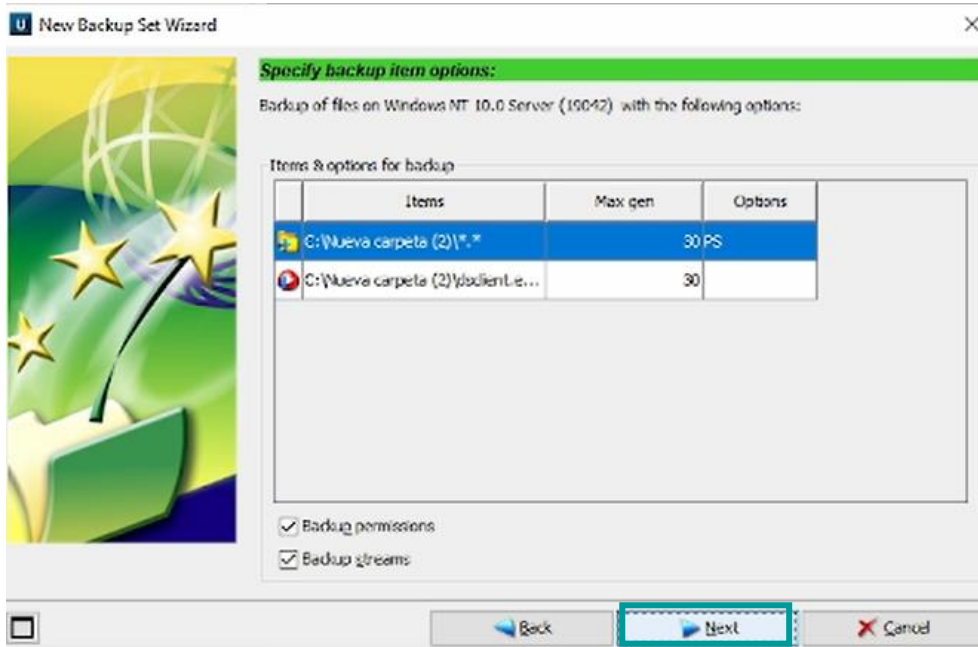 U New Backup Set Wizard
Specify backup item options:
Backup of files on Windows NT 10.0 Server (19042) with the following options:
Items & options for backup
Items Max gen Options
C:\Nueva carpeta (2)\*.* 30 PS
C:\Nueva carpeta (2)\dsclient.e... 30
Backup permissions
Backup streams
Back Next Cancel